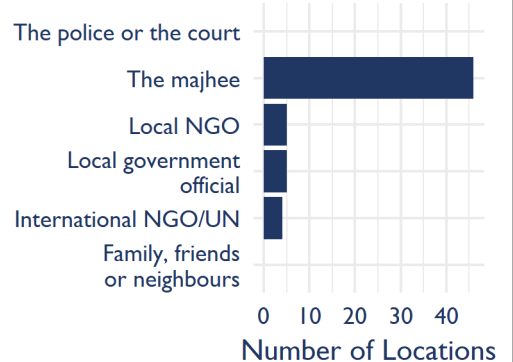 The police or the court
The majhee
Local NGO
Local government
official
International NGO/UN
Family, friends
or neighbours
0 10 20 30 40
Number of Locations